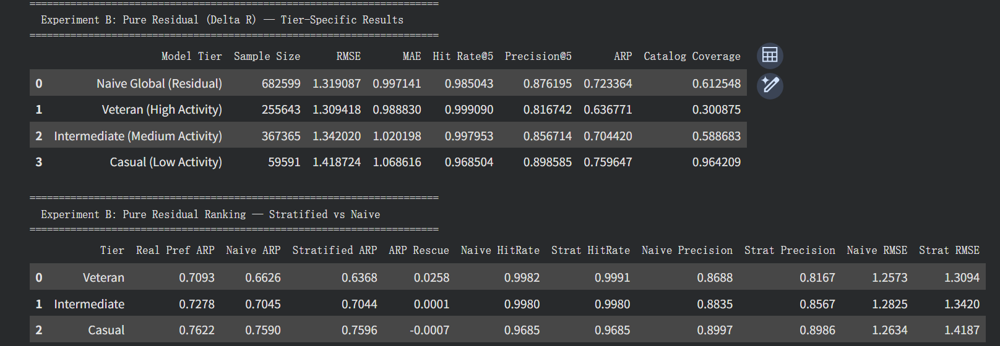 ======================================================================
Experiment B: Pure Residual (Delta R) — Tier-Specific Results
======================================================================
Model Tier Sample Size RMSE MAE Hit Rate@5 Precision@5 ARP Catalog Coverage
0 Naive Global (Residual) 682599 1.319087 0.997141 0.985043 0.876195 0.723364 0.612548
1 Veteran (High Activity) 255643 1.309418 0.988830 0.999090 0.816742 0.636771 0.300875
2 Intermediate (Medium Activity) 367365 1.342020 1.020198 0.997953 0.856714 0.704420 0.588683
3 Casual (Low Activity) 59591 1.418724 1.068616 0.968504 0.898585 0.759647 0.964209
======================================================================
Experiment B: Pure Residual Ranking — Stratified vs Naive
======================================================================
Tier Real Pref ARP Naive ARP Stratified ARP ARP Rescue Naive HitRate Strat HitRate Naive Precision Strat Precision Naive RMSE Strat RMSE
0 Veteran 0.7093 0.6626 0.6368 0.0258 0.9982 0.9991 0.8688 0.8167 1.2573 1.3094
1 Intermediate 0.7278 0.7045 0.7044 0.0001 0.9980 0.9980 0.8835 0.8567 1.2825 1.3420
2 Casual 0.7622 0.7590 0.7596 -0.0007 0.9685 0.9685 0.8997 0.8986 1.2634 1.4187